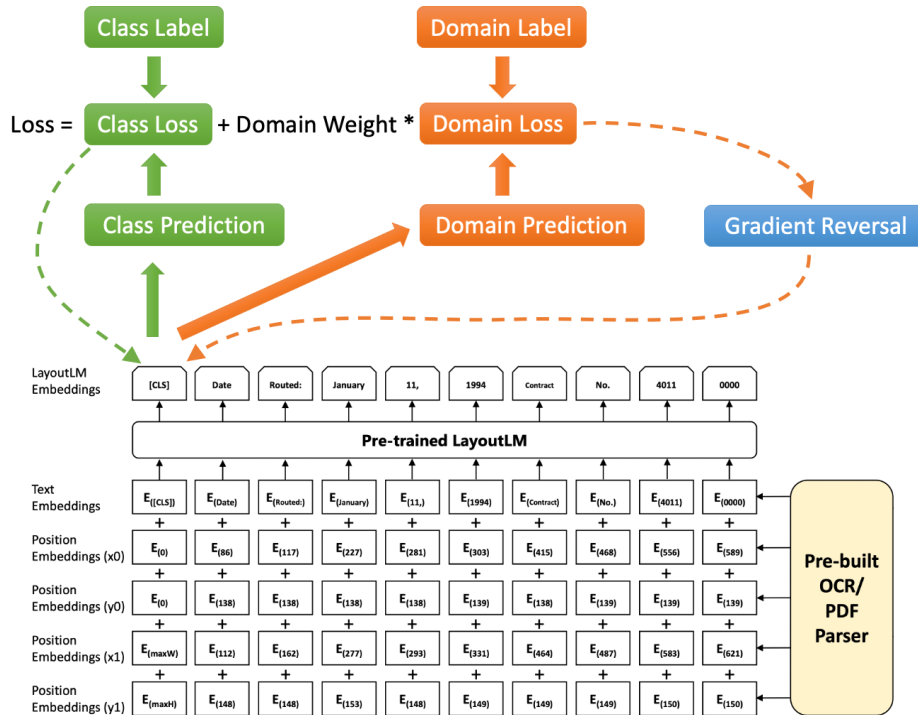 Class Label Domain Label
Loss = Class Loss + Domain Weight * Domain Loss
Class Prediction Domain Prediction Gradient Reversal
LayoutLM
Embeddings
[CLS] Date Routed: January 11, 1994 Contract No. 4011 0000
Pre-trained LayoutLM
Text
Embeddings
E([CLS]) E(Date) E(Routed:) E(January) E(11,) E(1994) E(Contract) E(No.) E(4011) E(0000)
+ + + + + + + + + +
Position
Embeddings (x0)
E(0) E(86) E(117) E(227) E(281) E(303) E(415) E(468) E(556) E(589)
+ + + + + + + + + +
Position
Embeddings (y0)
E(0) E(138) E(138) E(138) E(138) E(139) E(138) E(139) E(139) E(139)
+ + + + + + + + + +
Position
Embeddings (x1)
E(maxW) E(112) E(162) E(277) E(293) E(331) E(464) E(487) E(583) E(621)
+ + + + + + + + + +
Position
Embeddings (y1)
E(maxH) E(148) E(148) E(153) E(148) E(149) E(149) E(149) E(150) E(150)
Pre-built
OCR/
PDF
Parser